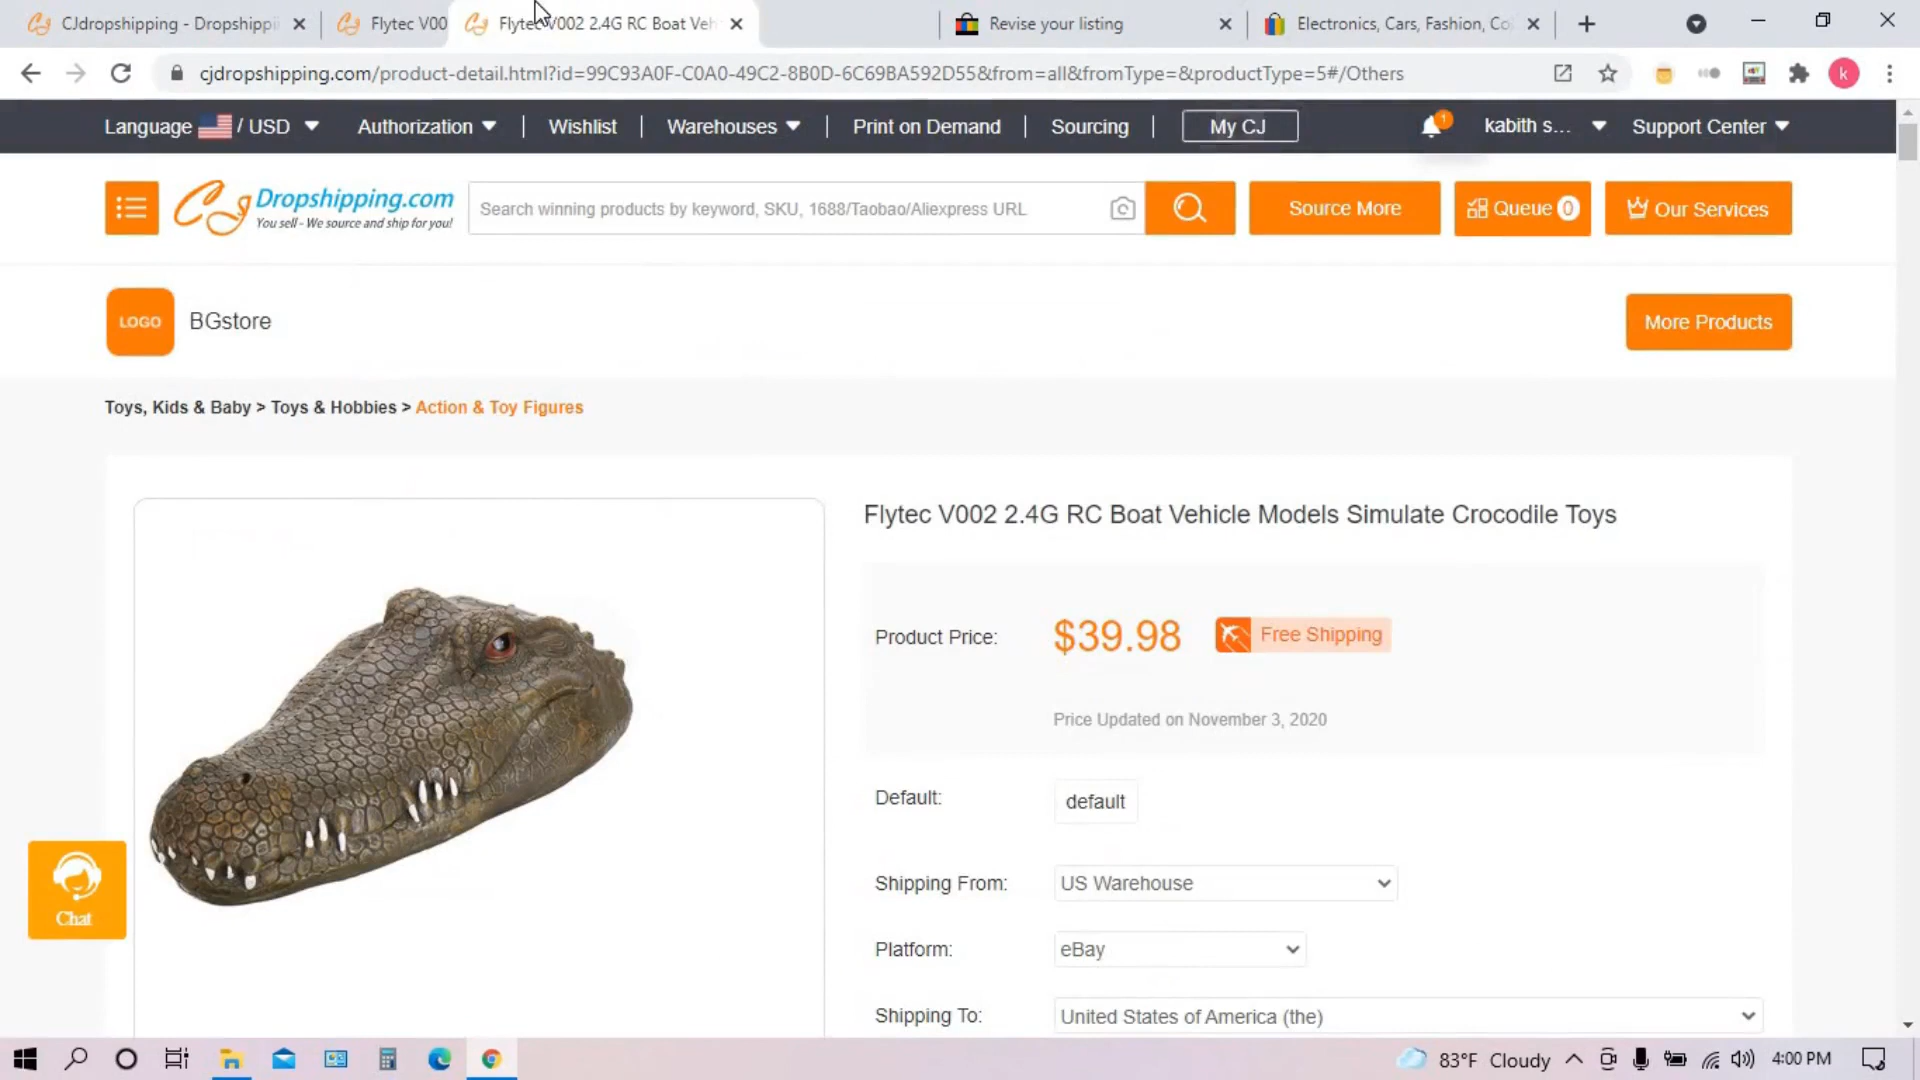 CJdropshipping - Dropshippi
Flytec V00
Flytec V002 2.4G RC Boat Veh
Revise your listing
Electronics, Cars, Fashion, Co
cjdropshipping.com/product-detail.html?id=99C93A0F-C0A0-49C2-8B0D-6C69BA592D55&from=all&fromType=&productType=5#/Others
k
Language / USD
Authorization
Wishlist
Warehouses
Print on Demand
Sourcing
My CJ
1
kabith s...
Support Center
CJ Dropshipping.com
You sell - We source and ship for you!
Search winning products by keyword, SKU, 1688/Taobao/Aliexpress URL
Source More
Queue 0
Our Services
LOGO
BGstore
More Products
Toys, Kids & Baby > Toys & Hobbies > Action & Toy Figures
Flytec V002 2.4G RC Boat Vehicle Models Simulate Crocodile Toys
Product Price: $39.98 Free Shipping
Price Updated on November 3, 2020
Default: default
Shipping From: US Warehouse
Platform: eBay
Shipping To: United States of America (the)
Chat
83°F Cloudy
4:00 PM